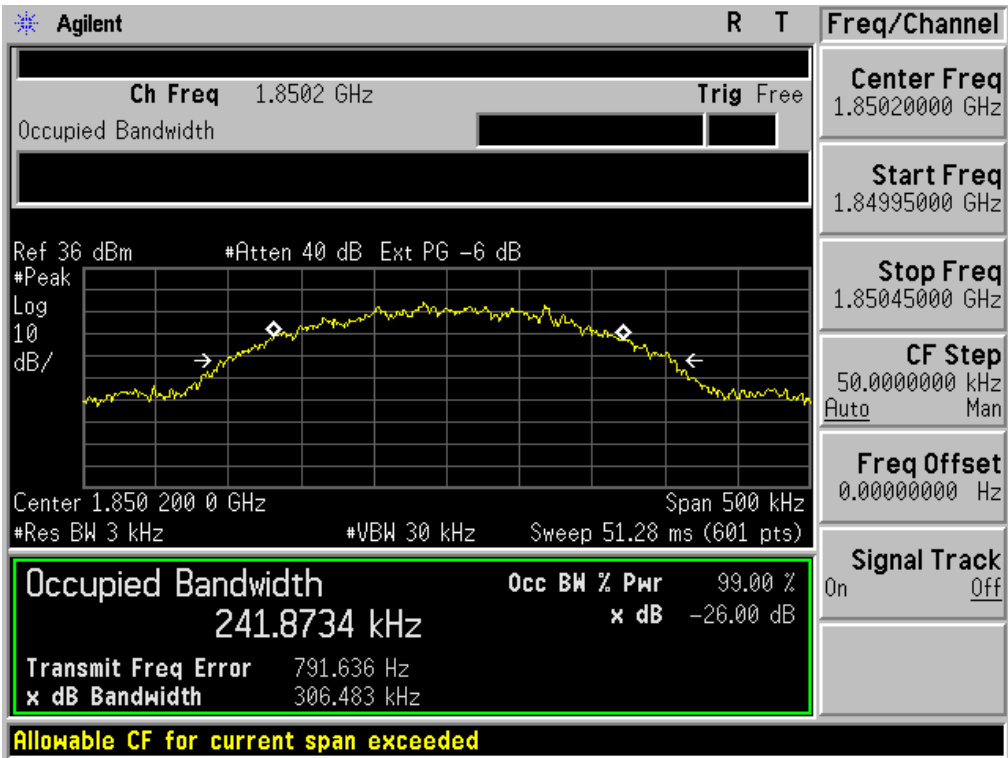 Agilent R T
Freq/Channel
Ch Freq 1.8502 GHz Trig Free
Occupied Bandwidth
Center Freq
1.85020000 GHz
Start Freq
1.84995000 GHz
Stop Freq
1.85045000 GHz
CF Step
50.0000000 kHz
Auto Man
Freq Offset
0.00000000 Hz
Signal Track
On Off
Ref 36 dBm #Atten 40 dB Ext PG -6 dB
#Peak
Log
10
dB/
Center 1.850 200 0 GHz Span 500 kHz
#Res BW 3 kHz #VBW 30 kHz Sweep 51.28 ms (601 pts)
Occupied Bandwidth Occ BW % Pwr 99.00 %
241.8734 kHz x dB -26.00 dB
Transmit Freq Error 791.636 Hz
x dB Bandwidth 306.483 kHz
Allowable CF for current span exceeded